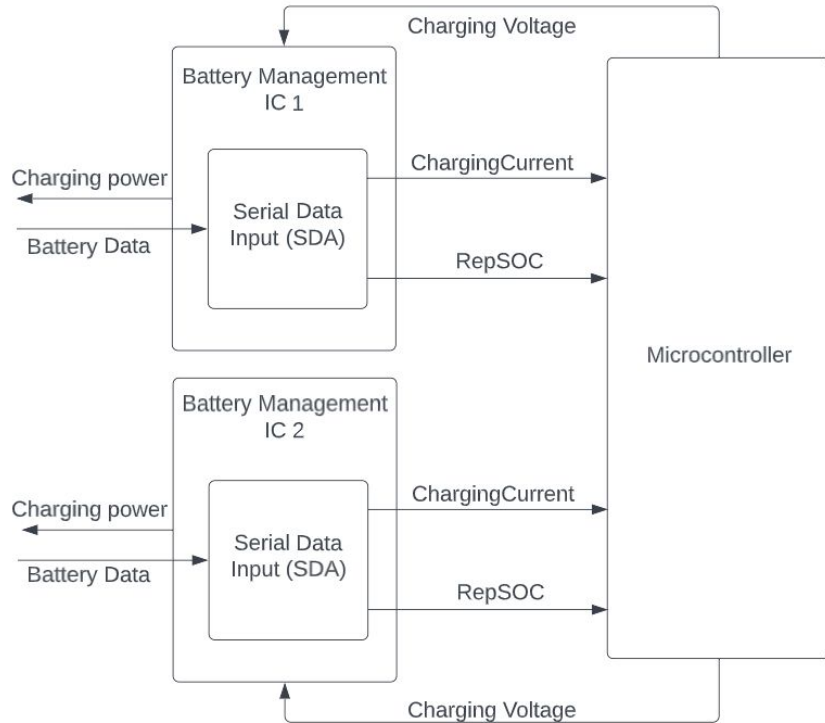 Charging Voltage
Battery Management
IC 1
ChargingCurrent
Charging power
Serial Data
Input (SDA)
Battery Data
RepSOC
Microcontroller
Battery Management
IC 2
ChargingCurrent
Charging power
Serial Data
Input (SDA)
Battery Data
RepSOC
Charging Voltage